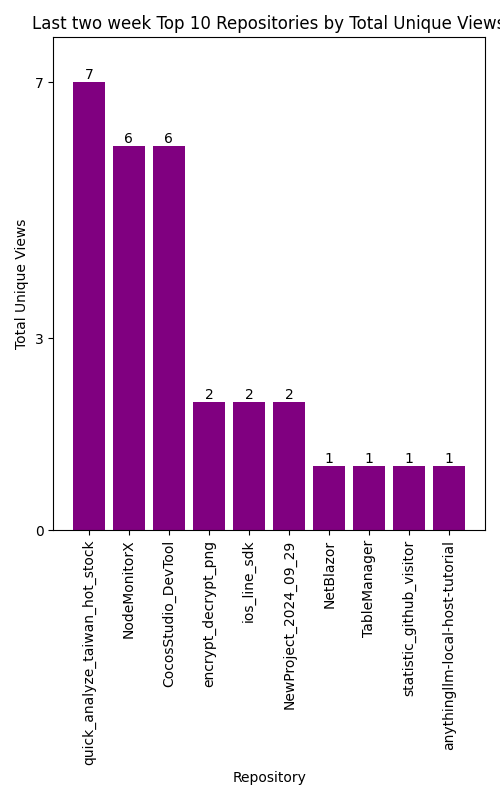 Last two week Top 10 Repositories by Total Unique Views
7
6
6
2
2
2
1
1
1
1
7
3
0
Total Unique Views
quick_analyze_taiwan_hot_stock
NodeMonitorX
CocosStudio_DevTool
encrypt_decrypt_png
ios_line_sdk
NewProject_2024_09_29
NetBlazor
TableManager
statistic_github_visitor
anythingllm-local-host-tutorial
Repository